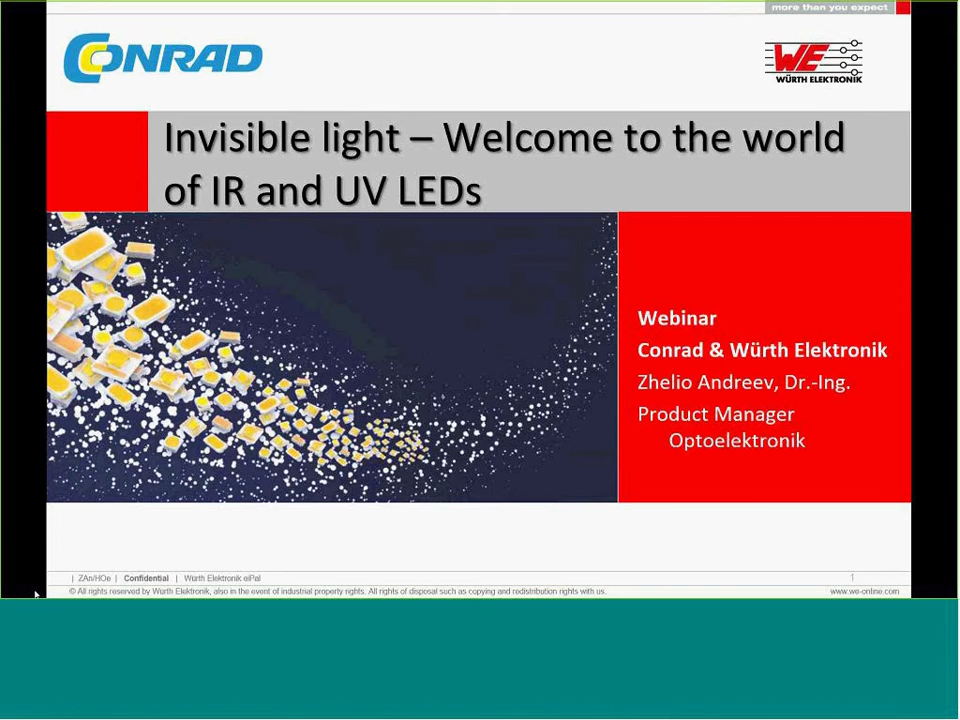 more than you expect
CONRAD
WE
WÜRTH ELEKTRONIK
Invisible light – Welcome to the world
of IR and UV LEDs
Webinar
Conrad & Würth Elektronik
Zhelio Andreev, Dr.-Ing.
Product Manager
Optoelektronik
| ZAn/HOe | Confidential | Würth Elektronik eiPal
1
© All rights reserved by Würth Elektronik, also in the event of industrial property rights. All rights of disposal such as copying and redistribution rights with us.
www.we-online.com